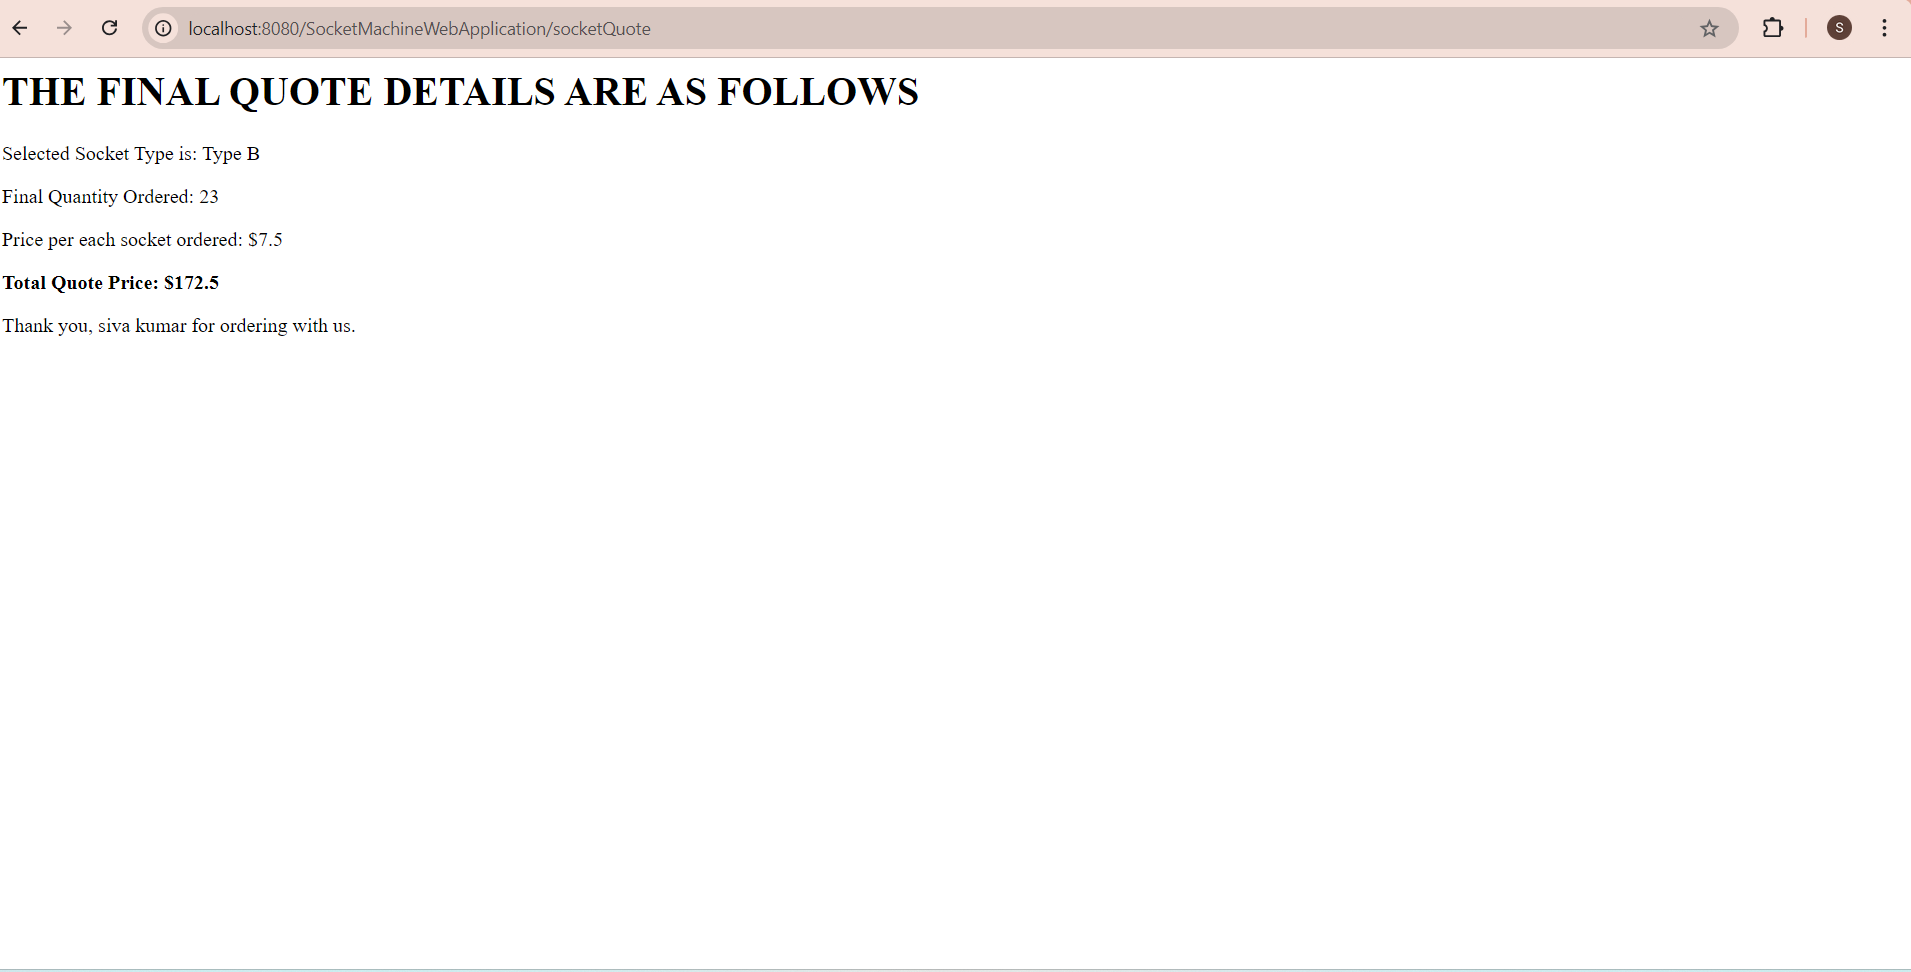 localhost:8080/SocketMachineWebApplication/socketQuote
S
THE FINAL QUOTE DETAILS ARE AS FOLLOWS
Selected Socket Type is: Type B
Final Quantity Ordered: 23
Price per each socket ordered: $7.5
Total Quote Price: $172.5
Thank you, siva kumar for ordering with us.